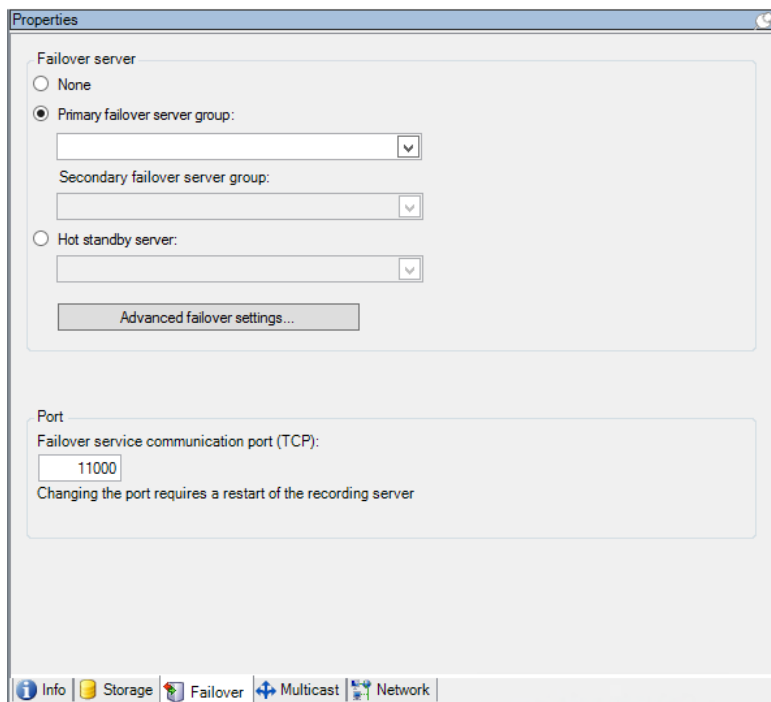 Properties
Failover server
None
Primary failover server group:
Secondary failover server group:
Hot standby server:
Advanced failover settings...
Port
Failover service communication port (TCP):
11000
Changing the port requires a restart of the recording server
Info Storage Failover Multicast Network